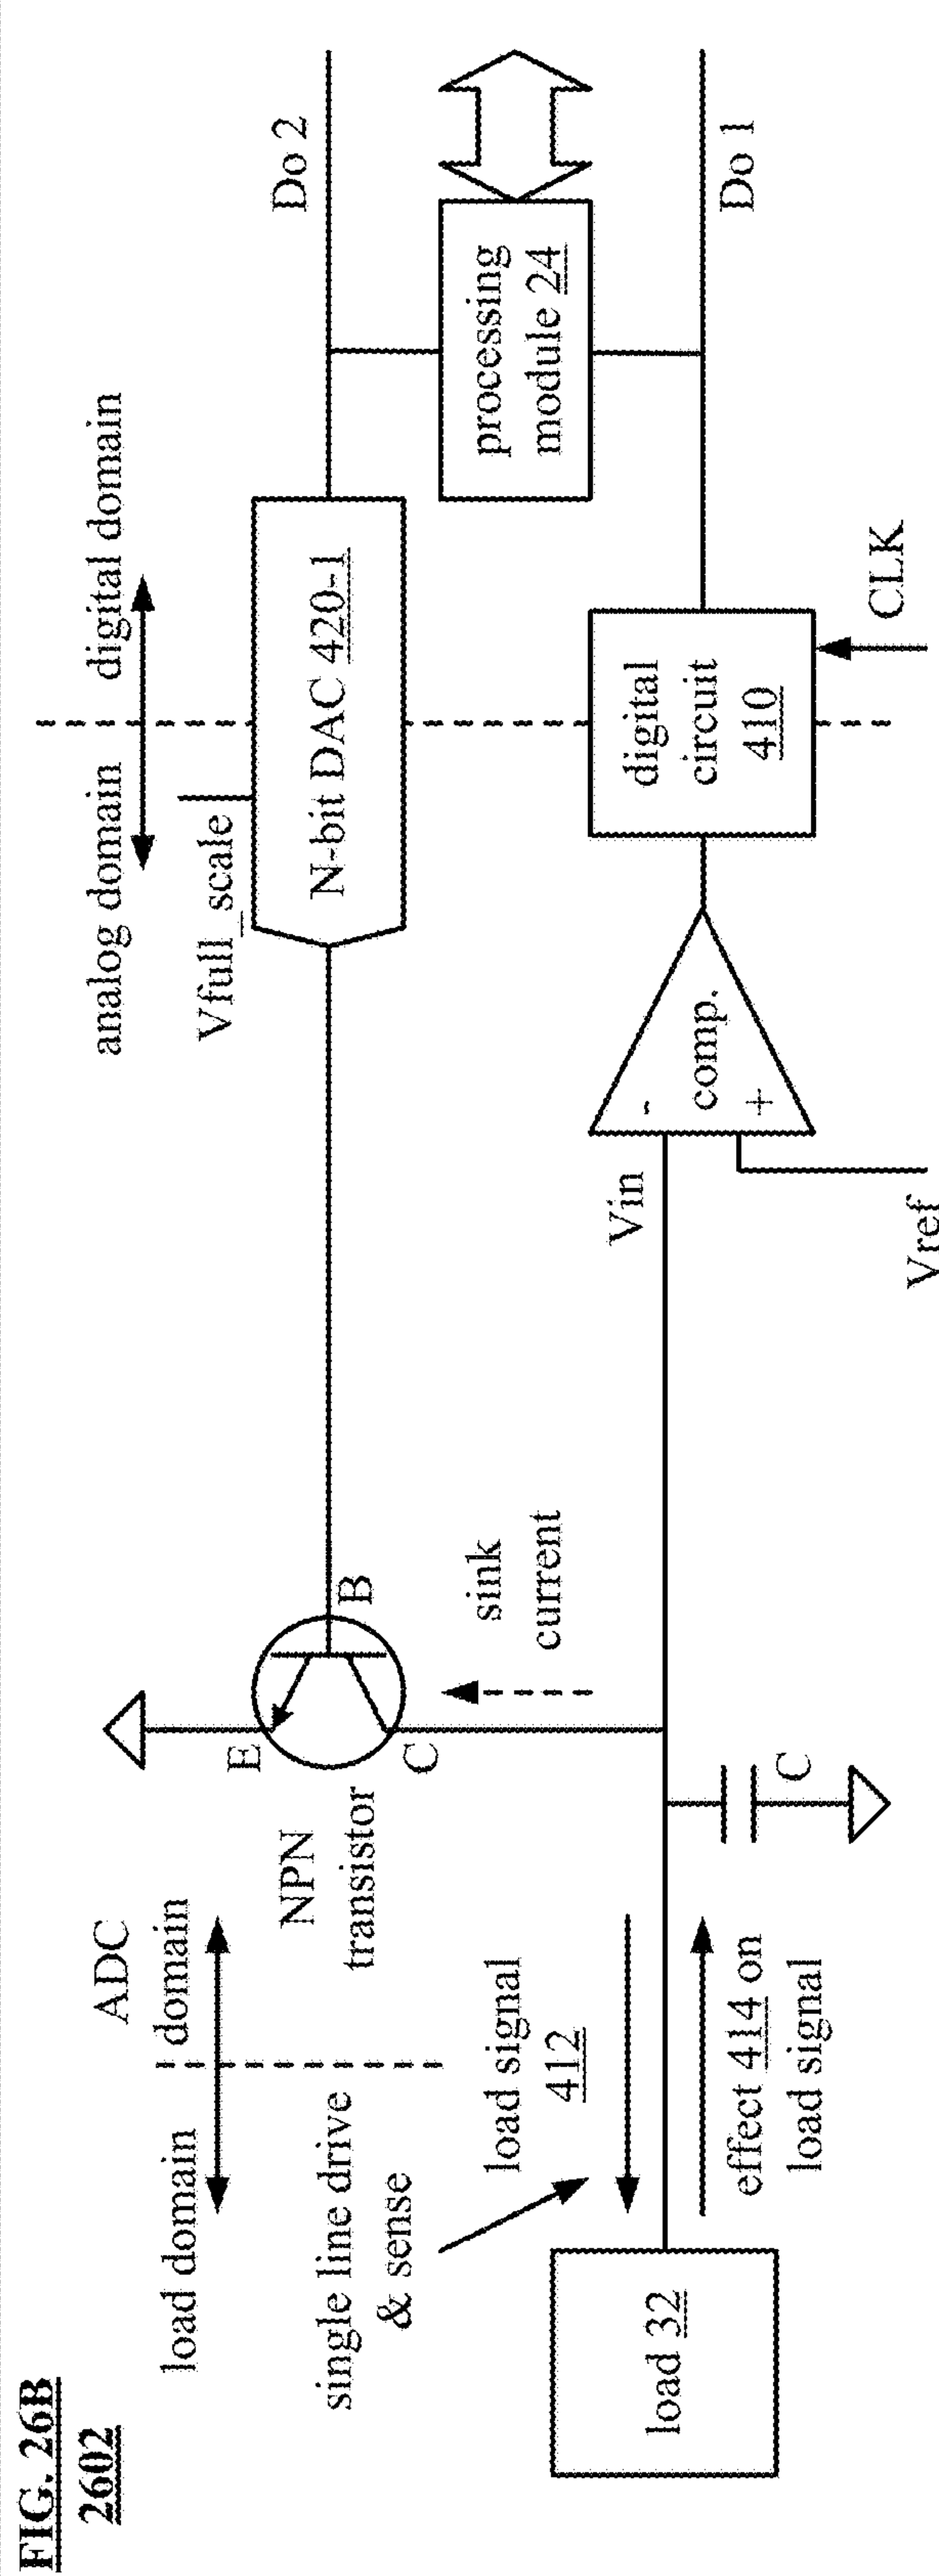 FIG. 26B
2602
load domain
ADC
domain
analog domain
digital domain
single line drive
& sense
NPN
transistor
E
B
C
Vfull_scale
N-bit DAC 420-1
Do 2
sink
current
load signal
412
processing
module 24
load 32
effect 414 on
load signal
C
Vin
-
comp.
+
Vref
digital
circuit
410
CLK
Do 1